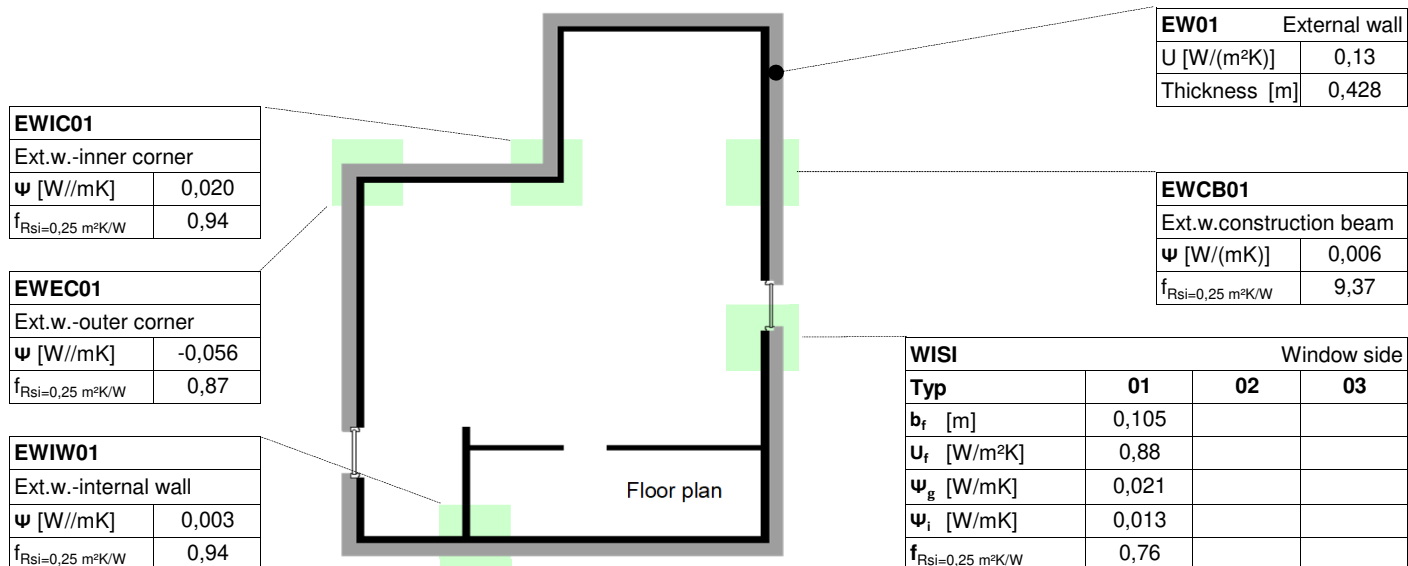 EW01 External wall
U [W/(m²K)] 0,13
Thickness [m] 0,428
EWIC01
Ext.w.-inner corner
Ψ [W//mK] 0,020
fRsi=0,25 m²K/W 0,94
EWCB01
Ext.w.construction beam
Ψ [W/(mK)] 0,006
fRsi=0,25 m²K/W 9,37
EWEC01
Ext.w.-outer corner
Ψ [W//mK] -0,056
fRsi=0,25 m²K/W 0,87
WISI Window side
Typ 01 02 03
bf [m] 0,105
Uf [W/m²K] 0,88
Ψg [W/mK] 0,021
Ψi [W/mK] 0,013
fRsi=0,25 m²K/W 0,76
EWIW01
Ext.w.-internal wall
Ψ [W//mK] 0,003
fRsi=0,25 m²K/W 0,94
Floor plan